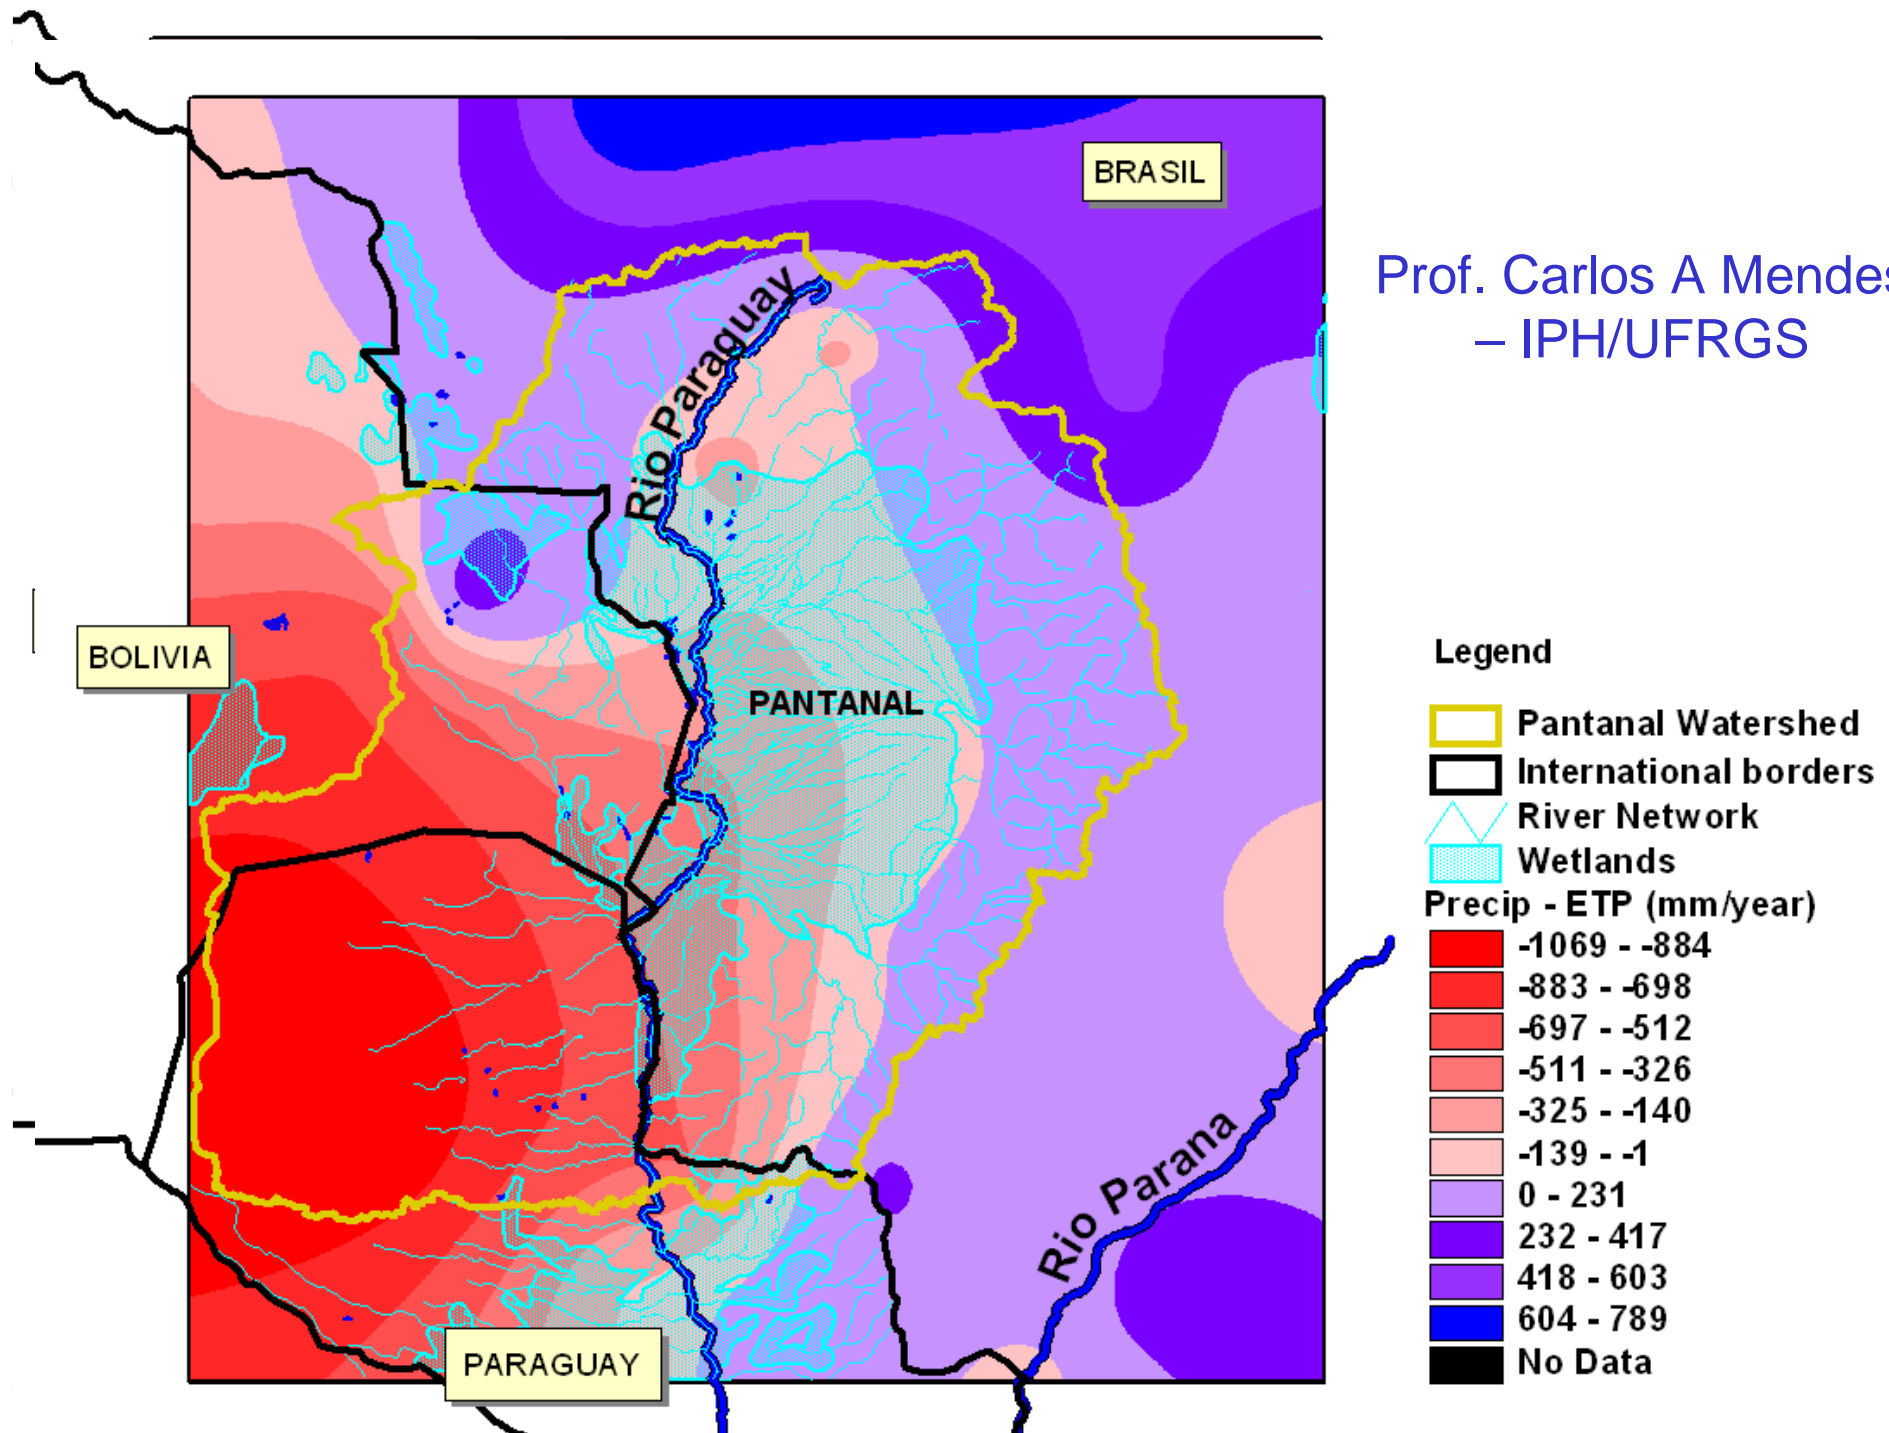 BRASIL
Prof. Carlos A Mendes
– IPH/UFRGS
Rio Paraguay
BOLIVIA
PANTANAL
Rio Parana
PARAGUAY
Legend
Pantanal Watershed
International borders
River Network
Wetlands
Precip - ETP (mm/year)
-1069 - -884
-883 - -698
-697 - -512
-511 - -326
-325 - -140
-139 - -1
0 - 231
232 - 417
418 - 603
604 - 789
No Data